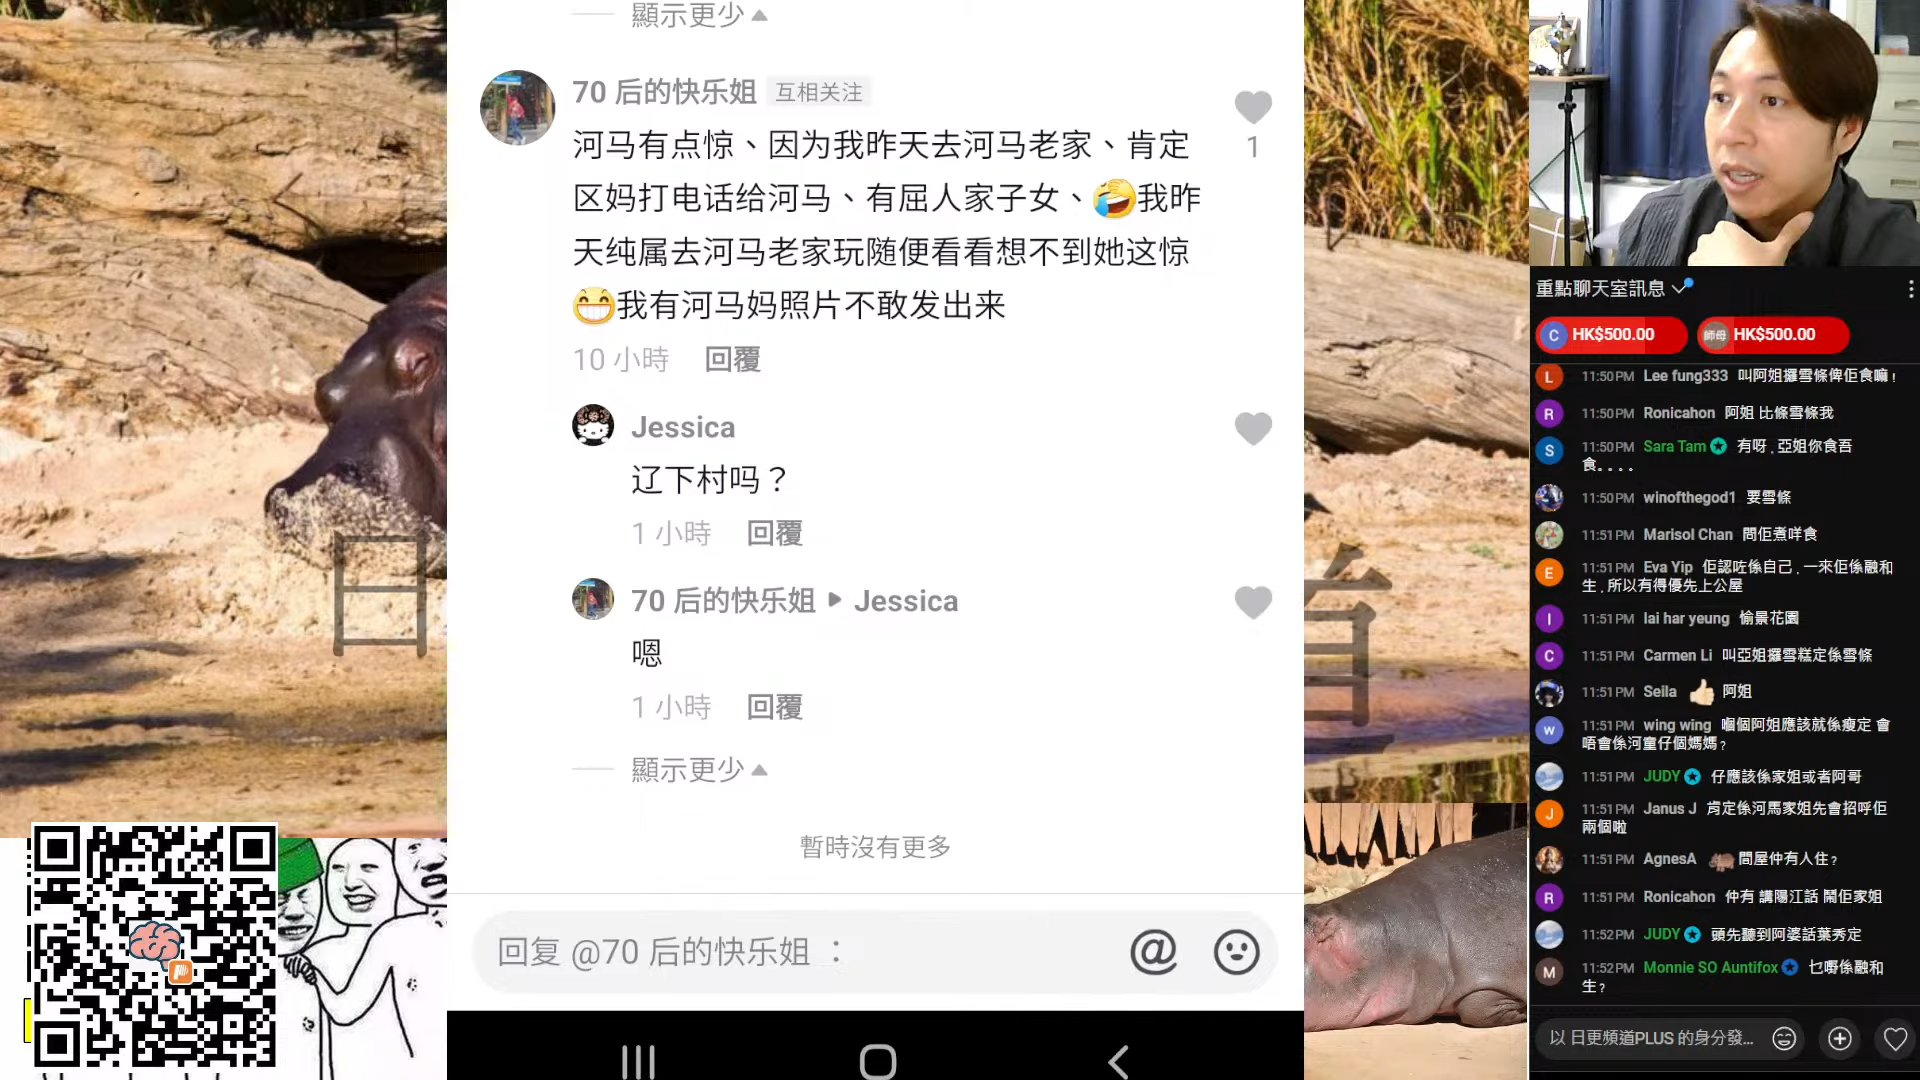 顯示更少
70 后的快乐姐 互相关注
河马有点惊、因为我昨天去河马老家、肯定
区妈打电话给河马、有屈人家子女、🤣我昨
天纯属去河马老家玩随便看看想不到她这惊
😁我有河马妈照片不敢发出来
1
10 小時 回覆
Jessica
辽下村吗？
1 小時 回覆
70 后的快乐姐 ▶ Jessica
嗯
1 小時 回覆
顯示更少
暫時沒有更多
回复 @70 后的快乐姐 ：
日
者
重點聊天室訊息
C HK$500.00 師母 HK$500.00
L 11:50 PM Lee fung333 叫阿姐攞雪條俾佢食嘛！
R 11:50 PM Ronicahon 阿姐 比條雪條我
S 11:50 PM Sara Tam 有呀，亞姐你食吾
食。。。。
11:50 PM winofthegod1 要雪條
11:51 PM Marisol Chan 問佢煮咩食
E 11:51 PM Eva Yip 佢認咗係自己，一來佢係融和
生，所以有得優先上公屋
I 11:51 PM lai har yeung 偷景花園
C 11:51 PM Carmen Li 叫亞姐攞雪糕定係雪條
11:51 PM Seila 👍 阿姐
W 11:51 PM wing wing 嗰個阿姐應該就係瘦定 會
唔會係河童仔個媽媽？
11:51 PM JUDY 仔應該係家姐或者阿哥
J 11:51 PM Janus J 肯定係河馬家姐先會招呼佢
兩個啦
11:51 PM AgnesA 🦛間屋仲有人住？
R 11:51 PM Ronicahon 仲有 講陽江話 鬧佢家姐
11:52 PM JUDY 頭先聽到阿婆話葉秀定
M 11:52 PM Monnie SO Auntifox 乜嘢係融和
生？
以 日更頻道PLUS 的身分發...